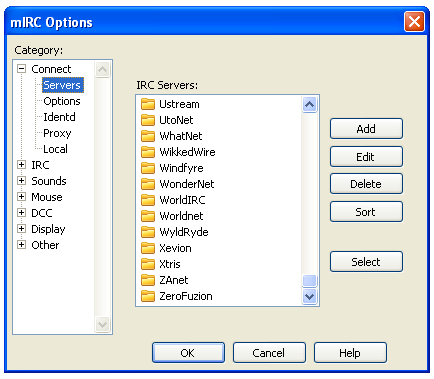 mIRC Options
Category:
Connect
Servers
Options
Identd
Proxy
Local
IRC
Sounds
Mouse
DCC
Display
Other
IRC Servers:
Ustream
UtoNet
WhatNet
WikkedWire
Windfyre
WonderNet
WorldIRC
Worldnet
WyldRyde
Xevion
Xtris
ZAnet
ZeroFuzion
Add
Edit
Delete
Sort
Select
OK
Cancel
Help